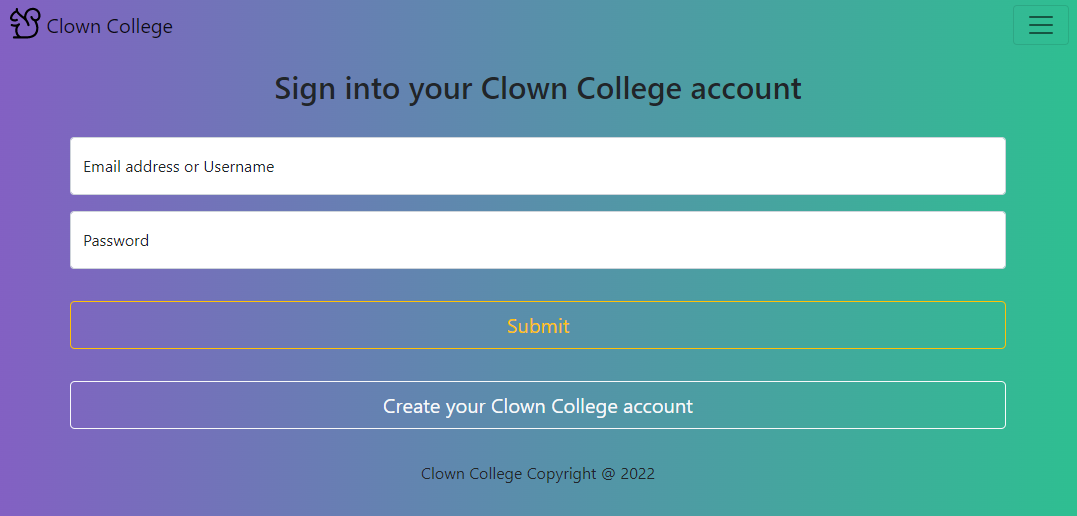 Clown College
Sign into your Clown College account
Email address or Username
Password
Submit
Create your Clown College account
Clown College Copyright @ 2022